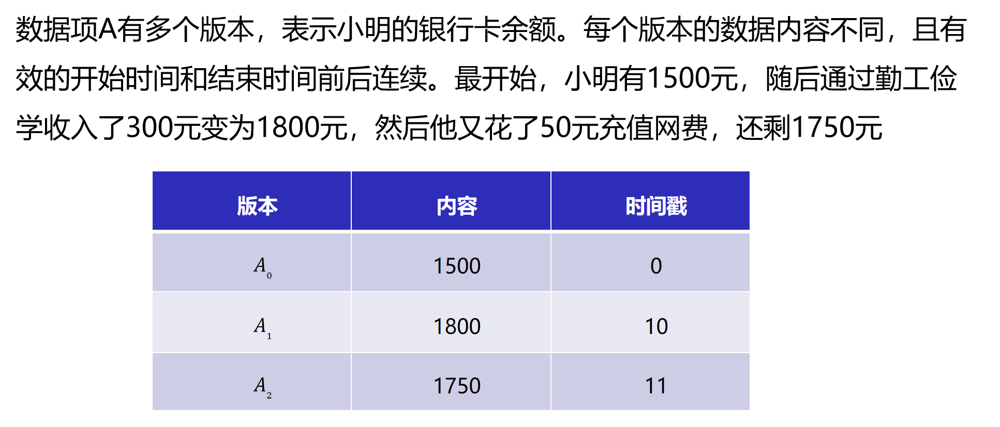 数据项A有多个版本，表示小明的银行卡余额。每个版本的数据内容不同，且有
效的开始时间和结束时间前后连续。最开始，小明有1500元，随后通过勤工俭
学收入了300元变为1800元，然后他又花了50元充值网费，还剩1750元
版本 内容 时间戳
A₀ 1500 0
A₁ 1800 10
A₂ 1750 11